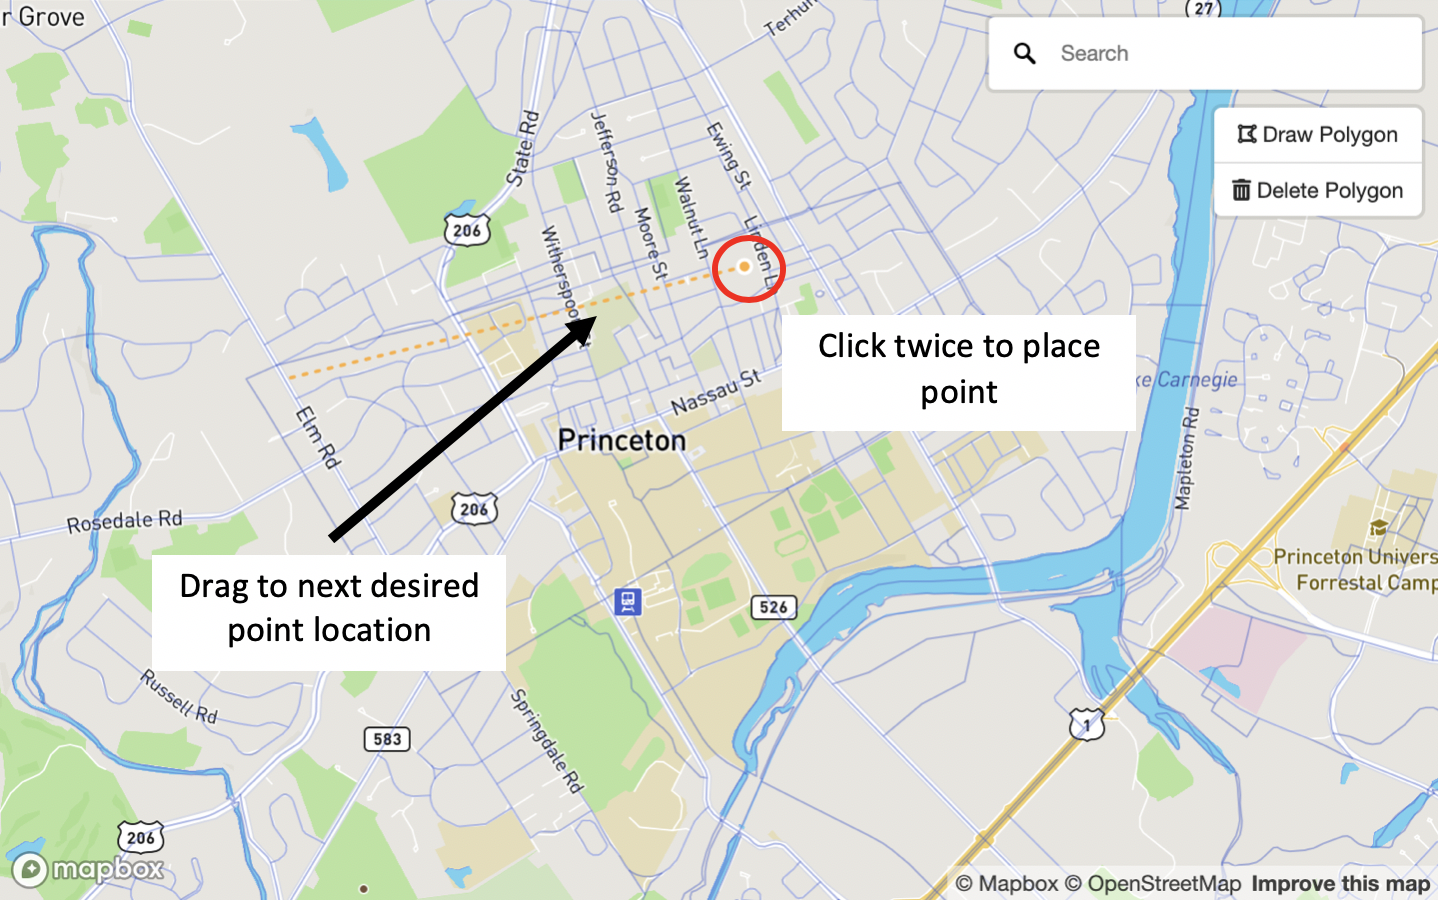 r Grove
27
Terhun
Search
Draw Polygon
Delete Polygon
State Rd
Jefferson Rd
Ewing St
Walnut Ln
Moore St
206
Linden Ln
Click twice to place
point
Nassau St
ke Carnegie
Elm Rd
Princeton
Mapleton Rd
206
Rosedale Rd
Princeton Univers
Forrestal Camp
Drag to next desired
point location
526
Russell Rd
Springdale Rd
583
1
206
mapbox
© Mapbox © OpenStreetMap Improve this map